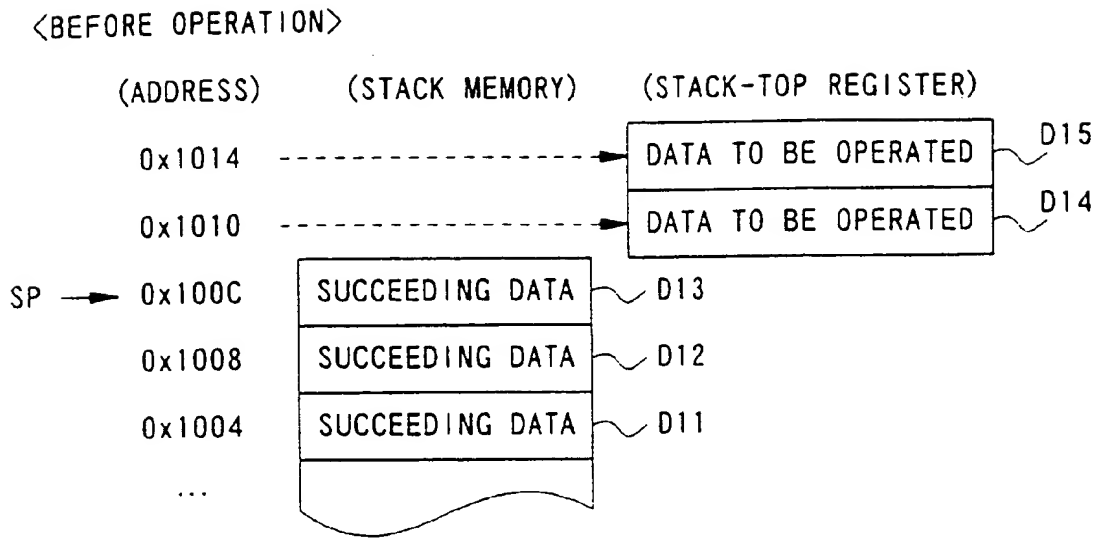 <BEFORE OPERATION>
(ADDRESS) (STACK MEMORY) (STACK-TOP REGISTER)
0x1014 DATA TO BE OPERATED D15
0x1010 DATA TO BE OPERATED D14
SP 0x100C SUCCEEDING DATA D13
0x1008 SUCCEEDING DATA D12
0x1004 SUCCEEDING DATA D11
...